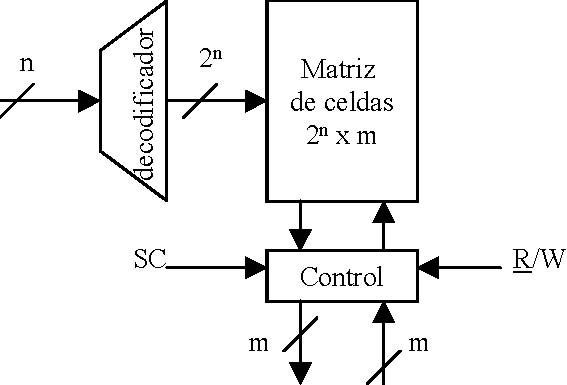 n
decodificador
2ⁿ
Matriz
de celdas
2ⁿ x m
SC
Control
R/W
m
m